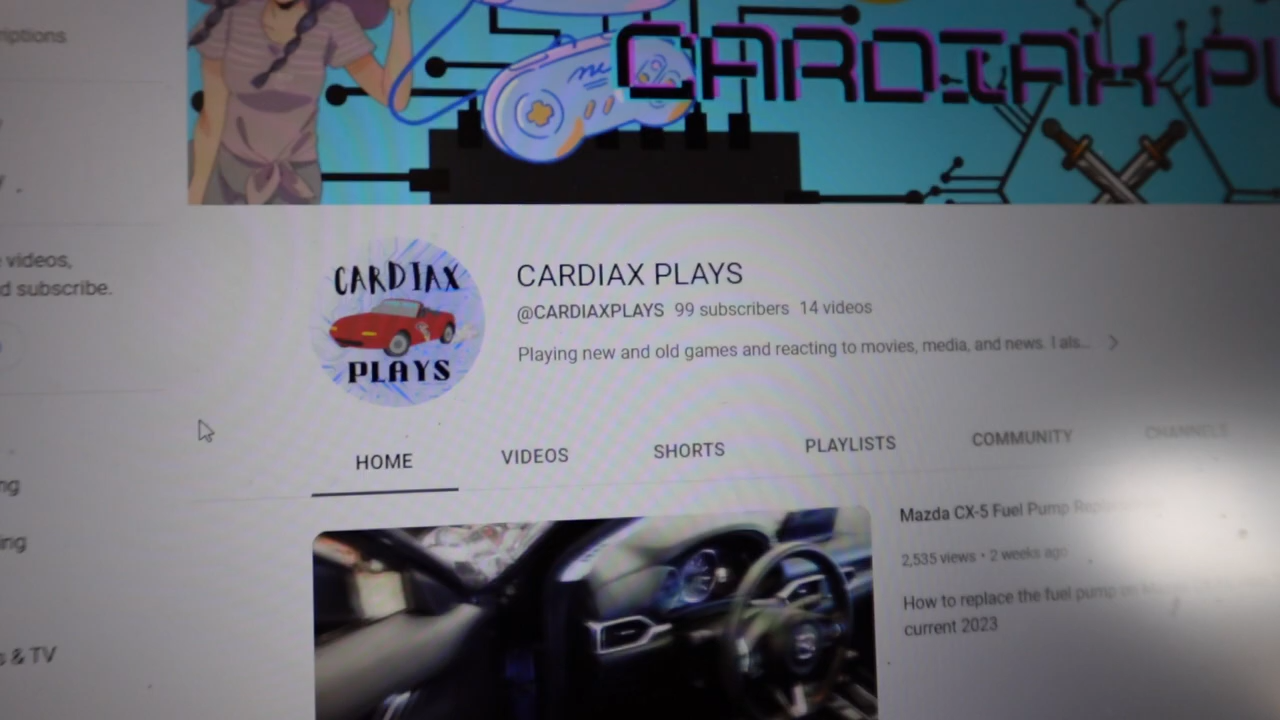 me
CARDIAX
videos,
d subscribe.
CARDIAX
PLAYS
CARDIAX PLAYS
@CARDIAXPLAYS 99 subscribers 14 videos
Playing new and old games and reacting to movies, media, and news. I als...
HOME VIDEOS SHORTS PLAYLISTS COMMUNITY CHANNELS
Mazda CX-5 Fuel Pump
2,535 views • 2 weeks ago
How to replace the fuel pump on
current 2023
ng
ing
s & TV